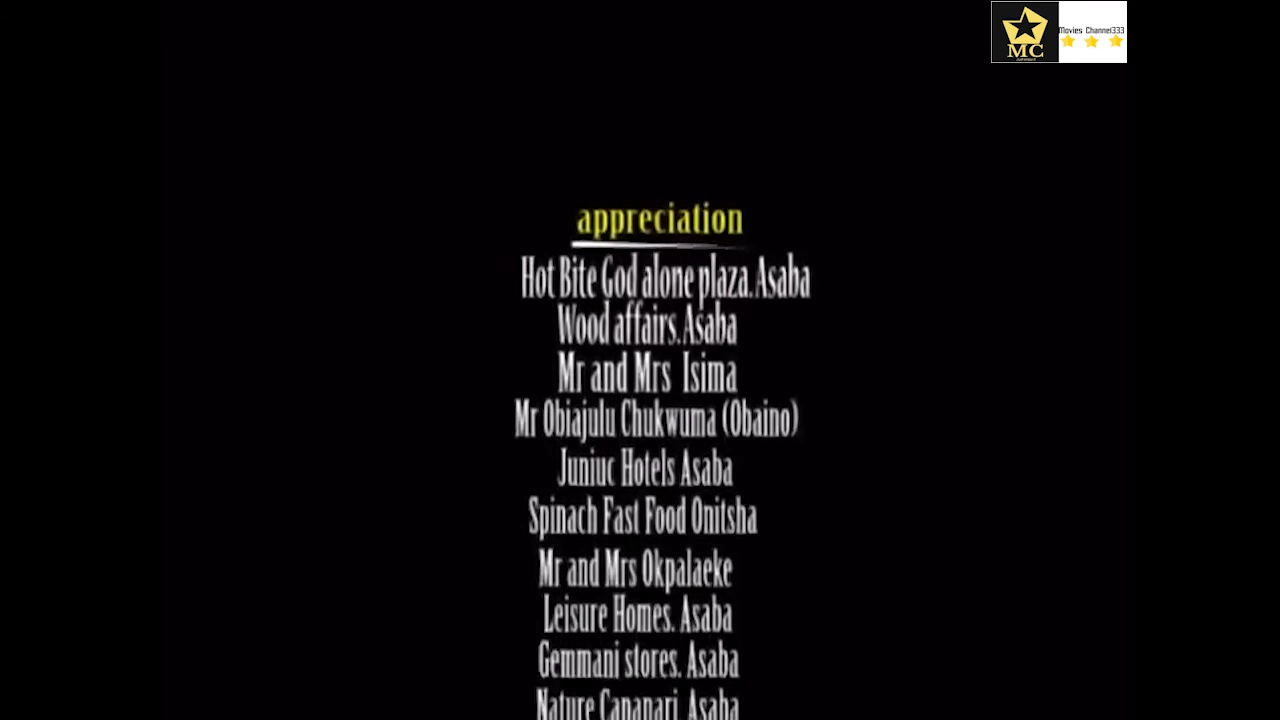 MC
Movies Channel333
appreciation
Hot Bite God alone plaza. Asaba
Wood affairs. Asaba
Mr and Mrs Isima
Mr Obiajulu Chukwuma (Obaino)
Juniuc Hotels Asaba
Spinach Fast Food Onitsha
Mr and Mrs Okpalaeke
Leisure Homes. Asaba
Gemmani stores. Asaba
Nature Capanari Asaba